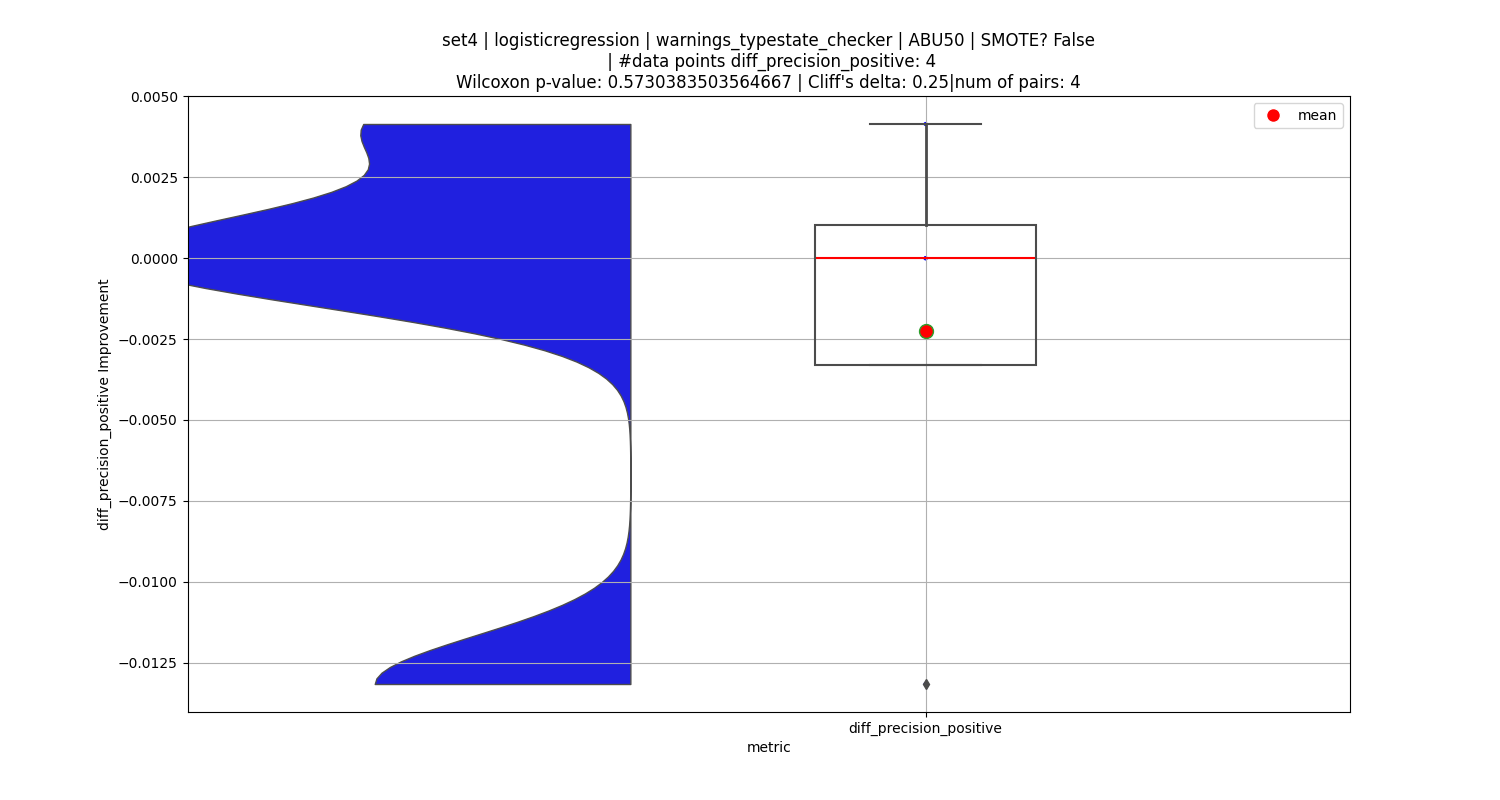 set4 | logisticregression | warnings_typestate_checker | ABU50 | SMOTE? False
| #data points diff_precision_positive: 4
Wilcoxon p-value: 0.5730383503564667 | Cliff's delta: 0.25|num of pairs: 4
mean
0.0050
0.0025
0.0000
−0.0025
−0.0050
−0.0075
−0.0100
−0.0125
diff_precision_positive Improvement
diff_precision_positive
metric